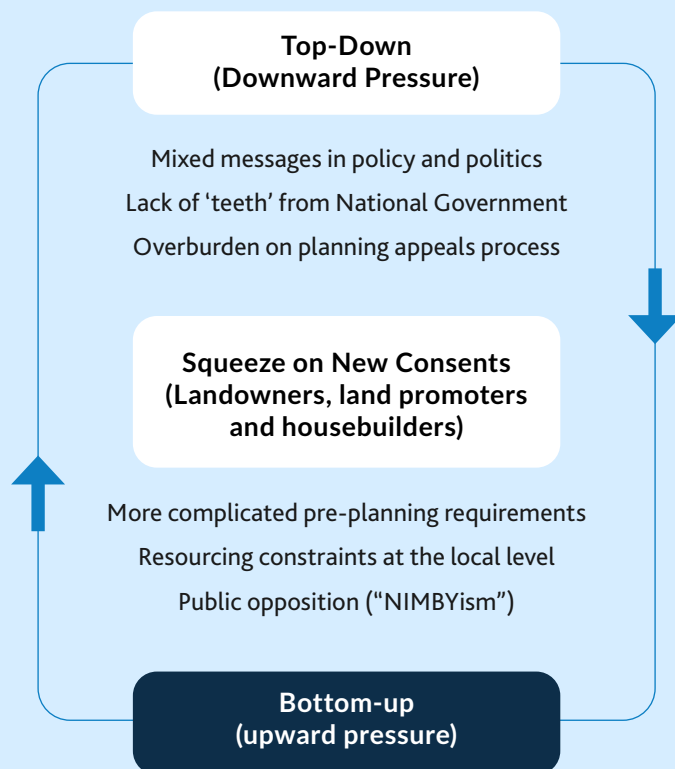 Top-Down
(Downward Pressure)
Mixed messages in policy and politics
Lack of ‘teeth’ from National Government
Overburden on planning appeals process
Squeeze on New Consents
(Landowners, land promoters
and housebuilders)
More complicated pre-planning requirements
Resourcing constraints at the local level
Public opposition (“NIMBYism”)
Bottom-up
(upward pressure)